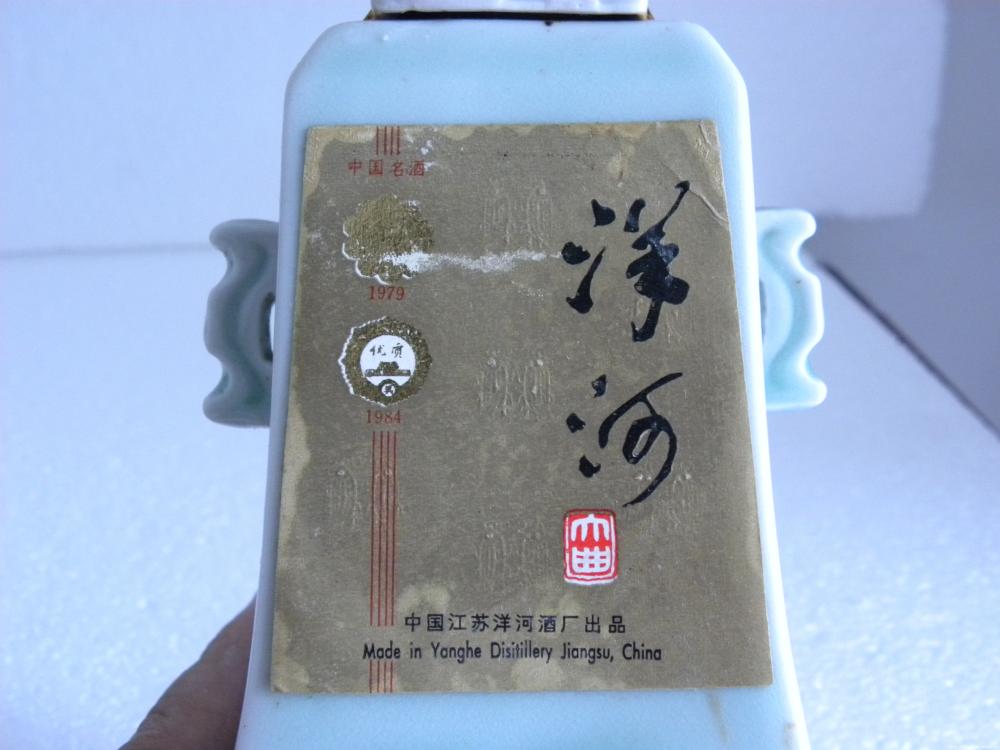 中国名酒
1979
优质
奖
1984
洋河
大曲
中国江苏洋河酒厂出品
Made in Yanghe Disitillery Jiangsu, China